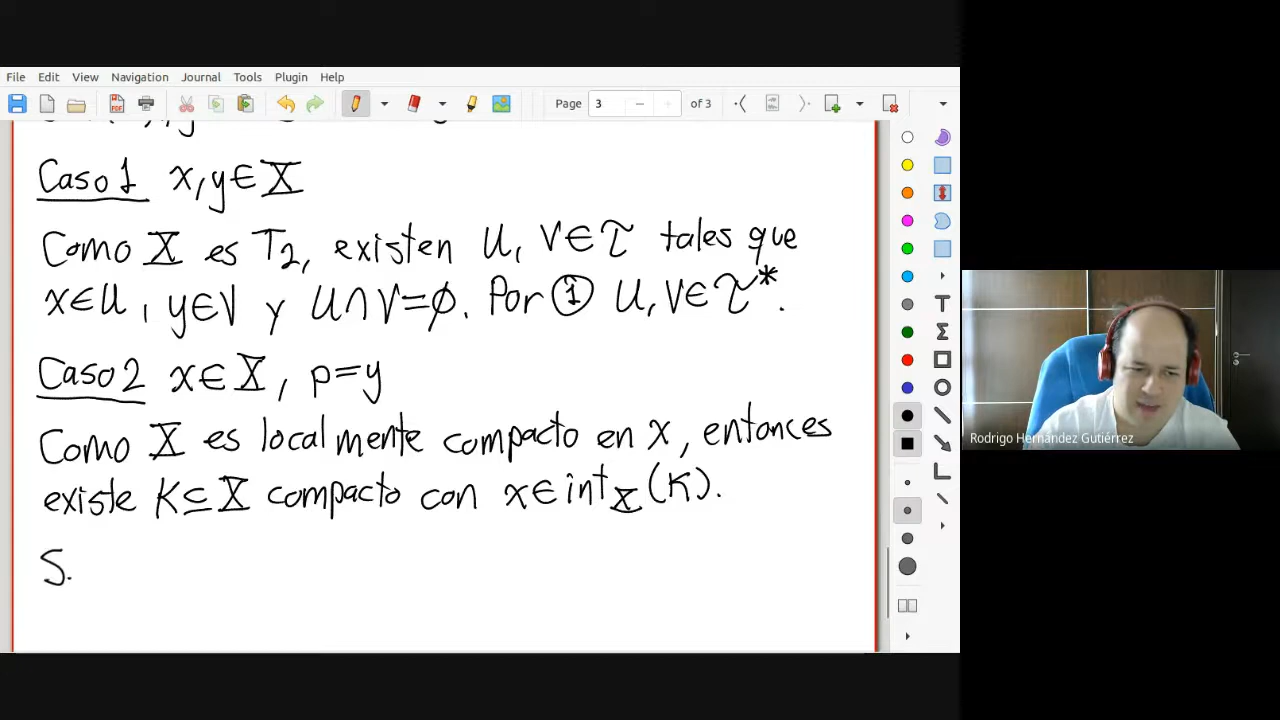 File Edit View Navigation Journal Tools Plugin Help
Page 3 of 3
Caso 1 x, y ∈ X
Como X es T2, existen U, V ∈ τ tales que
x ∈ U, y ∈ V y U ∩ V = ∅. Por ① U, V ∈ τ*.
Caso 2 x ∈ X, p = y
Como X es localmente compacto en x, entonces
existe K ⊆ X compacto con x ∈ int_X(K).
S.
Rodrigo Hernández Gutiérrez